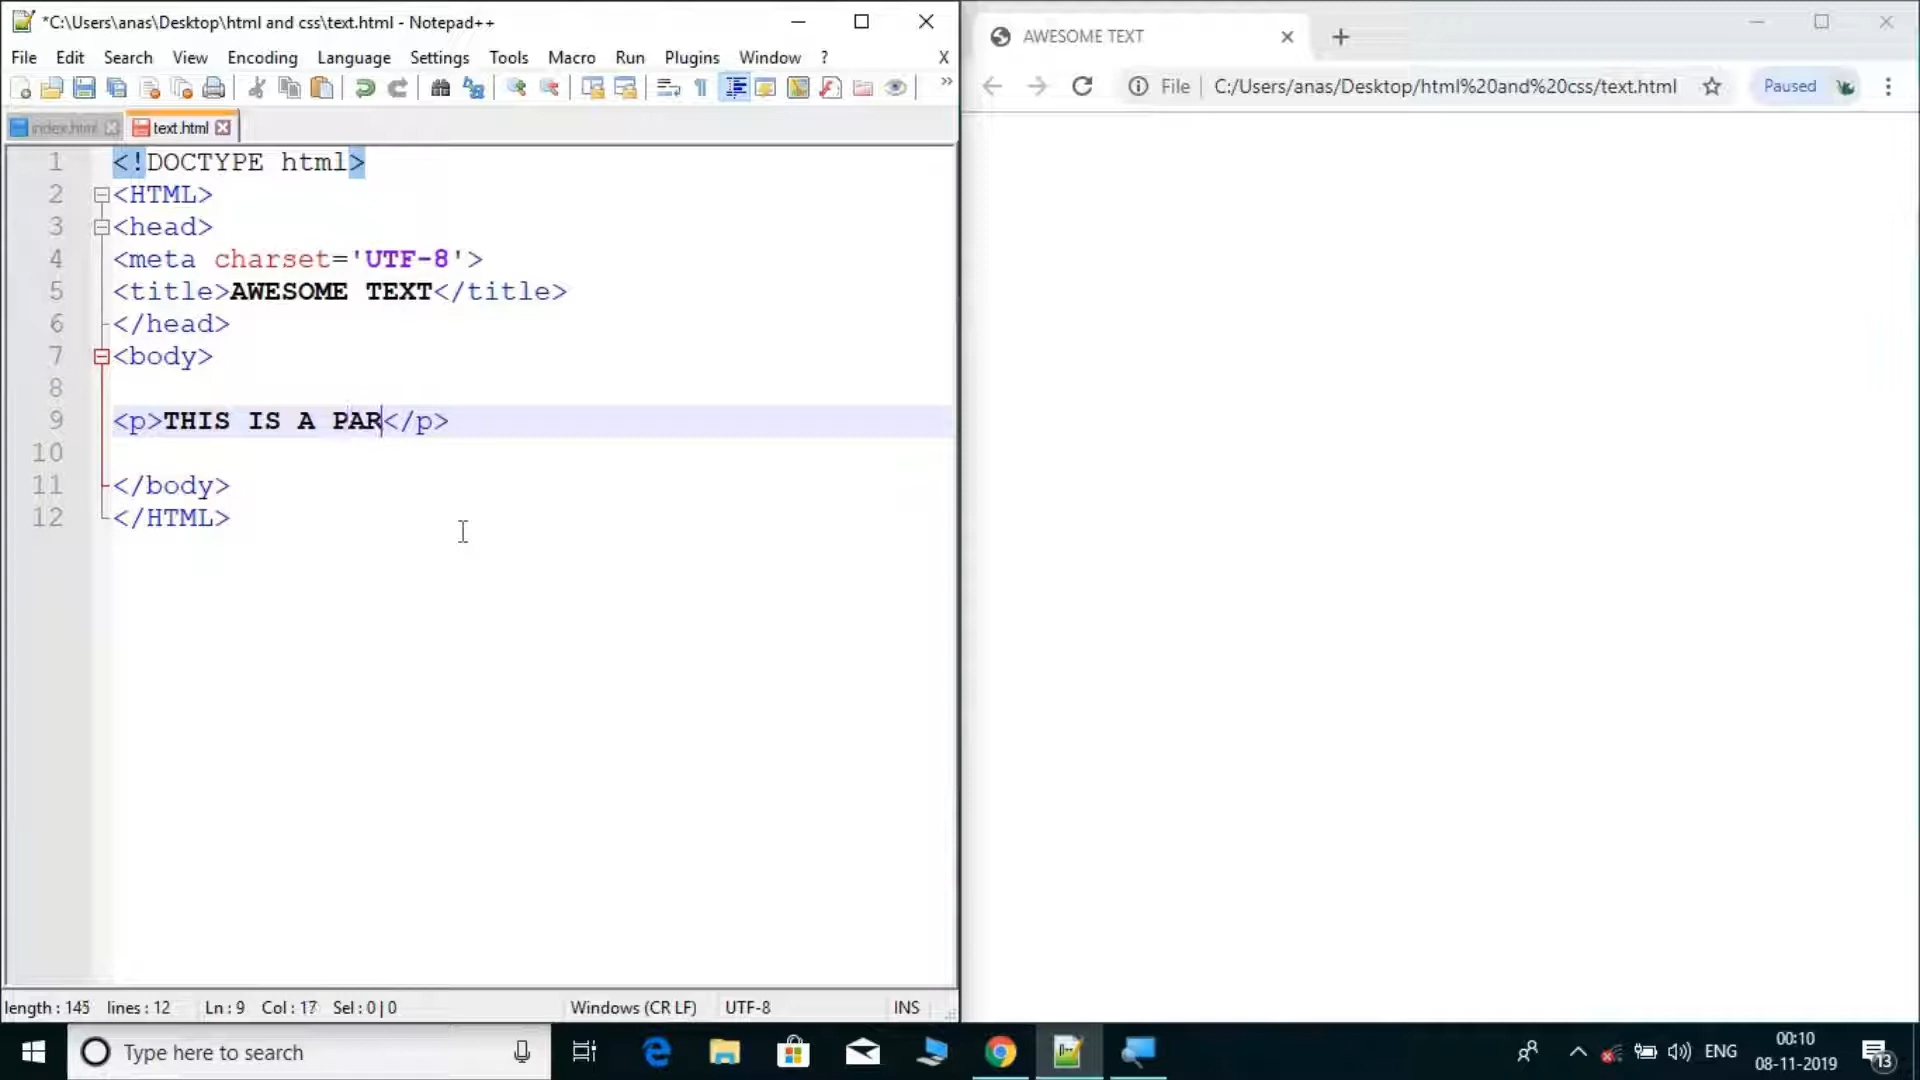 *C:\Users\anas\Desktop\html and css\text.html - Notepad++
File Edit Search View Encoding Language Settings Tools Macro Run Plugins Window ? X
index.html text.html
1 <!DOCTYPE html>
2 <HTML>
3 <head>
4 <meta charset='UTF-8'>
5 <title>AWESOME TEXT</title>
6 </head>
7 <body>
8
9 <p>THIS IS A PAR</p>
10
11 </body>
12 </HTML>
length : 145 lines : 12 Ln : 9 Col : 17 Sel : 0 | 0 Windows (CR LF) UTF-8 INS
AWESOME TEXT
File C:/Users/anas/Desktop/html%20and%20css/text.html Paused
Type here to search
ENG
00:10
08-11-2019
13